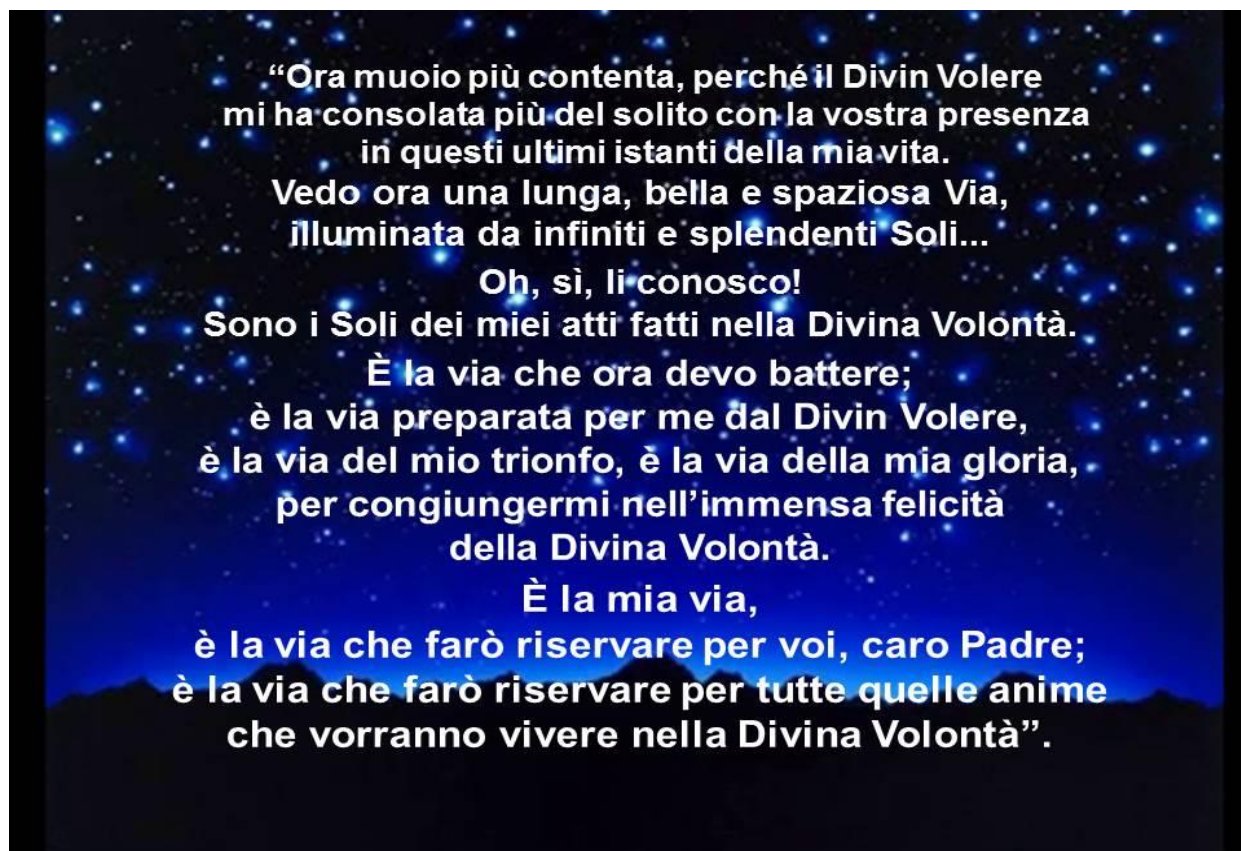 “Ora muoio più contenta, perché il Divin Volere
mi ha consolata più del solito con la vostra presenza
in questi ultimi istanti della mia vita.
Vedo ora una lunga, bella e spaziosa Via,
illuminata da infiniti e splendenti Soli...
Oh, sì, li conosco!
Sono i Soli dei miei atti fatti nella Divina Volontà.
È la via che ora devo battere;
è la via preparata per me dal Divin Volere,
è la via del mio trionfo, è la via della mia gloria,
per congiungermi nell’immensa felicità
della Divina Volontà.
È la mia via,
è la via che farò riservare per voi, caro Padre;
è la via che farò riservare per tutte quelle anime
che vorranno vivere nella Divina Volontà”.